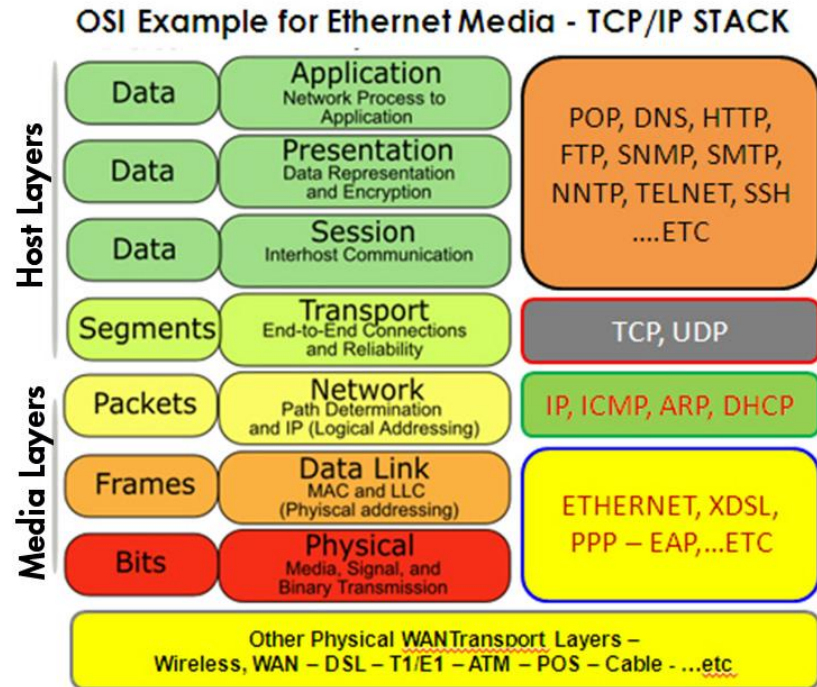 OSI Example for Ethernet Media - TCP/IP STACK
Host Layers
Data
Application
Network Process to
Application
Data
Presentation
Data Representation
and Encryption
Data
Session
Interhost Communication
POP, DNS, HTTP,
FTP, SNMP, SMTP,
NNTP, TELNET, SSH
....ETC
Segments
Transport
End-to-End Connections
and Reliability
TCP, UDP
Media Layers
Packets
Network
Path Determination
and IP (Logical Addressing)
IP, ICMP, ARP, DHCP
Frames
Data Link
MAC and LLC
(Phyiscal addressing)
Bits
Physical
Media, Signal, and
Binary Transmission
ETHERNET, XDSL,
PPP – EAP,...ETC
Other Physical WANTransport Layers –
Wireless, WAN – DSL – T1/E1 – ATM – POS – Cable - ...etc